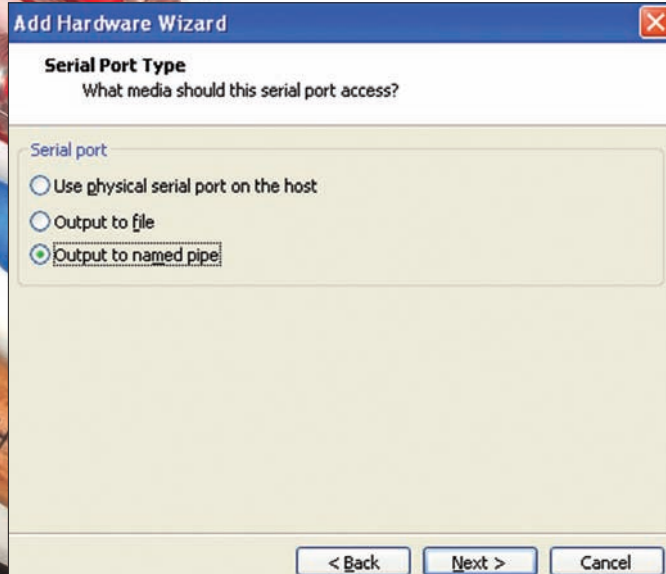 Add Hardware Wizard
Serial Port Type
What media should this serial port access?
Serial port
Use physical serial port on the host
Output to file
Output to named pipe
< Back
Next >
Cancel